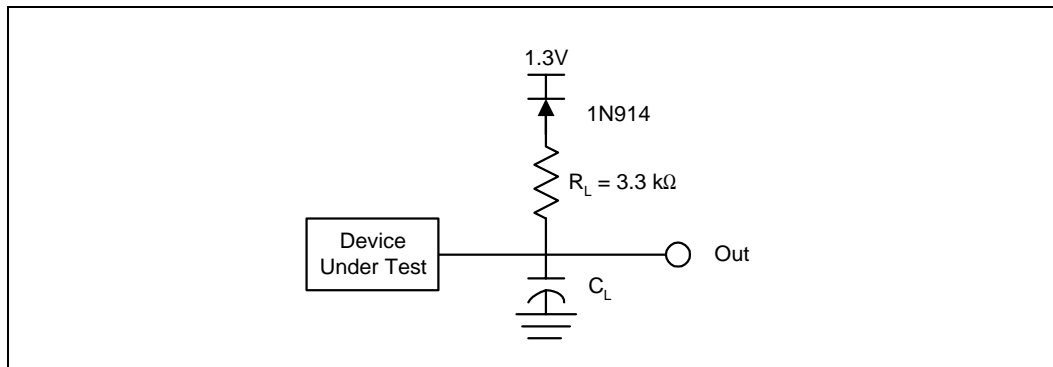 1.3V
1N914
R_L = 3.3 kΩ
Device
Under Test
Out
C_L